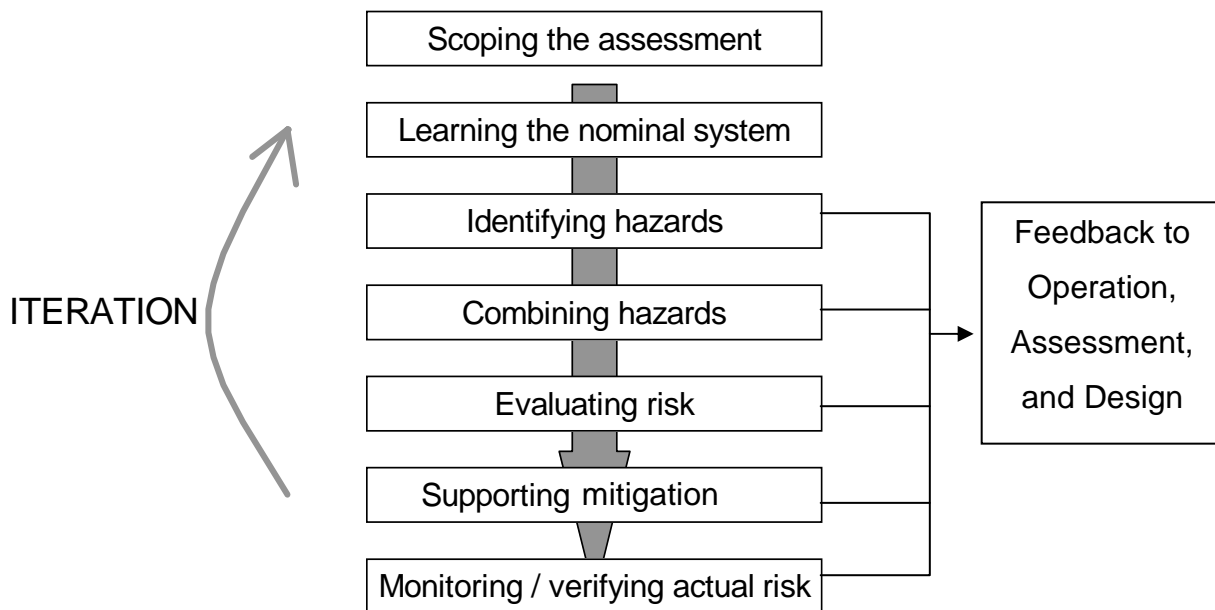 Scoping the assessment
Learning the nominal system
Identifying hazards
Combining hazards
Evaluating risk
Supporting mitigation
Monitoring / verifying actual risk
ITERATION
Feedback to
Operation,
Assessment,
and Design